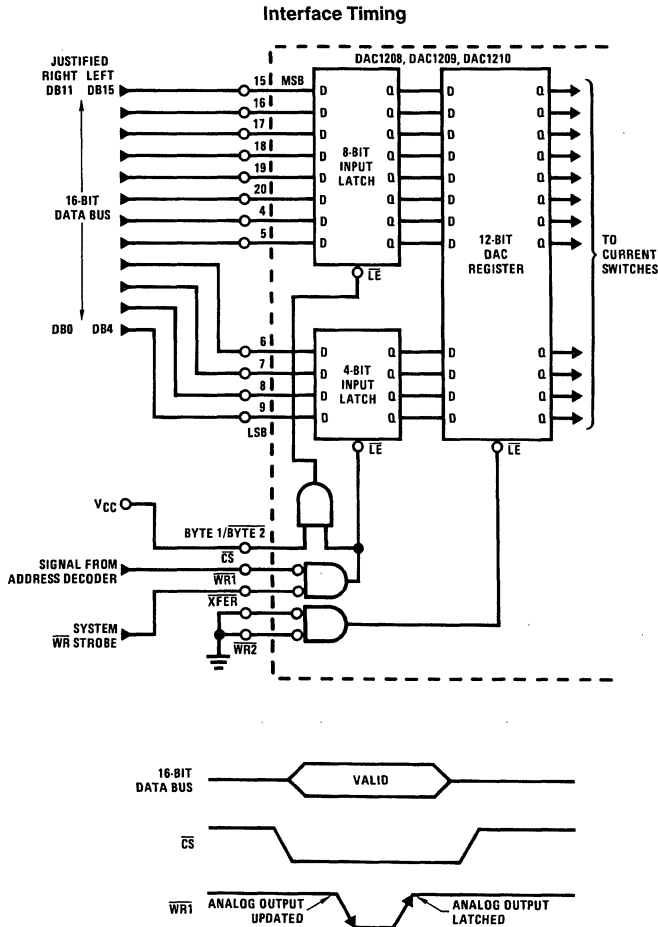 Interface Timing
DAC1208, DAC1209, DAC1210
JUSTIFIED
RIGHT LEFT
DB11 DB15
16-BIT
DATA BUS
DB0 DB4
15
16
17
18
19
20
4
5
6
7
8
9
MSB
LSB
D
D
D
D
D
D
D
D
8-BIT
INPUT
LATCH
Q
Q
Q
Q
Q
Q
Q
Q
LE
D
D
D
D
4-BIT
INPUT
LATCH
Q
Q
Q
Q
LE
D
D
D
D
D
D
D
D
D
D
D
D
12-BIT
DAC
REGISTER
Q
Q
Q
Q
Q
Q
Q
Q
Q
Q
Q
Q
LE
TO
CURRENT
SWITCHES
VCC
BYTE 1/BYTE 2
SIGNAL FROM
ADDRESS DECODER
CS
WR1
XFER
SYSTEM
WR STROBE
WR2
16-BIT
DATA BUS
VALID
CS
WR1
ANALOG OUTPUT
UPDATED
ANALOG OUTPUT
LATCHED